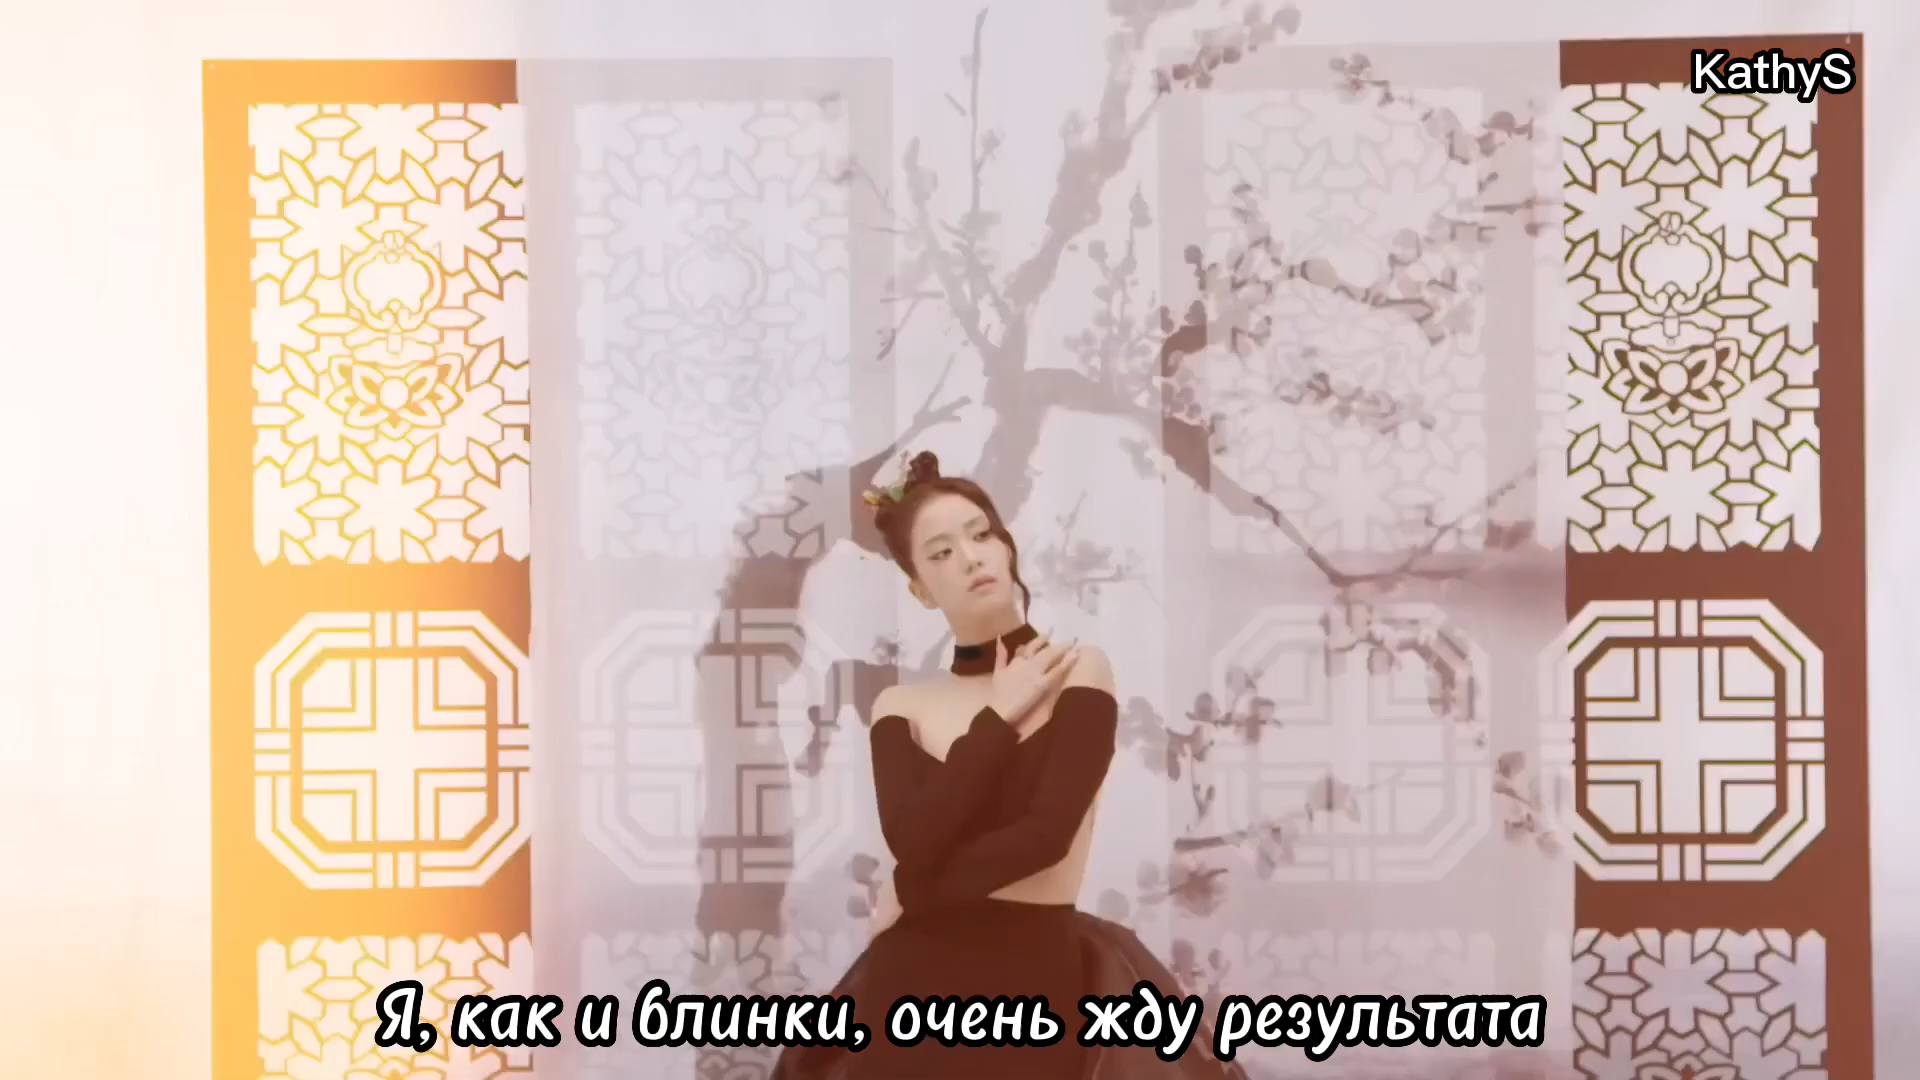 KathyS
Я, как и блинки, очень жду результата